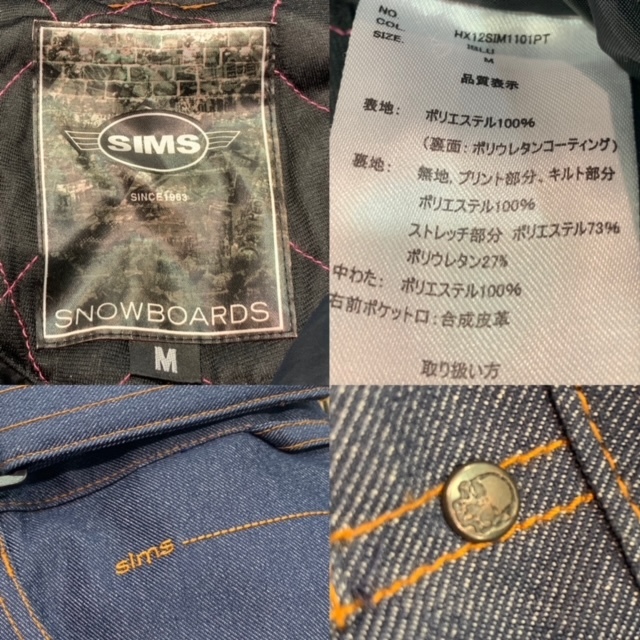 SIMS
SINCE1963
SNOWBOARDS
M
NO. HX12SIM1101PT
COL.
SIZE. M
品質表示
表地: ポリエステル100%
(裏面:ポリウレタンコーティング)
裏地: 無地,プリント部分、キルト部分
ポリエステル100%
ストレッチ部分 ポリエステル73%
ポリウレタン27%
中わた: ポリエステル100%
右前ポケット口:合成皮革
取り扱い方
sims